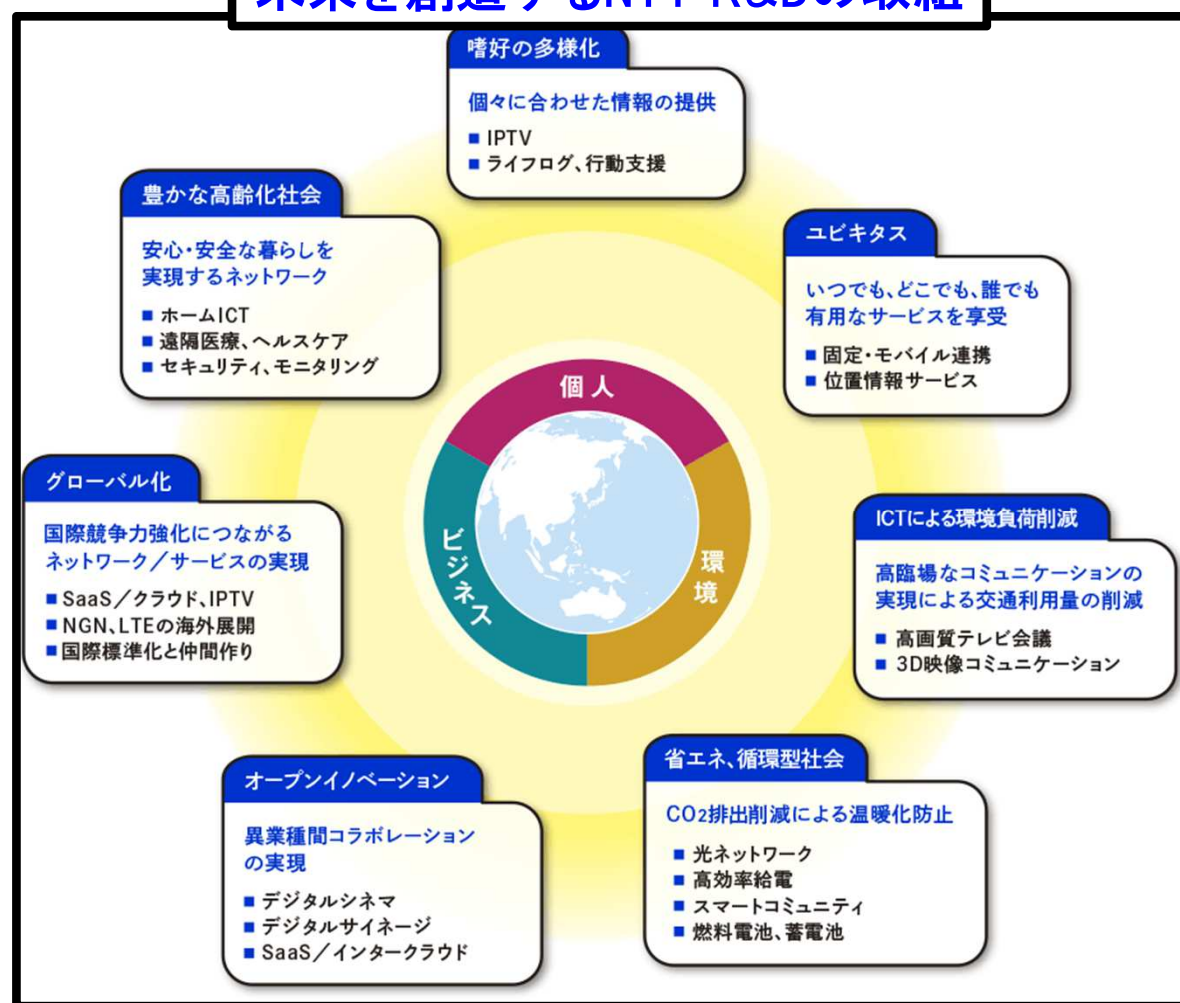 未来を創造するNTT R&Dの取組
嗜好の多様化
個々に合わせた情報の提供
■ IPTV
■ ライフログ、行動支援
豊かな高齢化社会
安心・安全な暮らしを
実現するネットワーク
■ ホームICT
■ 遠隔医療、ヘルスケア
■ セキュリティ、モニタリング
ユビキタス
いつでも、どこでも、誰でも
有用なサービスを享受
■ 固定・モバイル連携
■ 位置情報サービス
個人
ビジネス
環境
グローバル化
国際競争力強化につながる
ネットワーク／サービスの実現
■ SaaS／クラウド、IPTV
■ NGN、LTEの海外展開
■ 国際標準化と仲間作り
ICTによる環境負荷削減
高臨場なコミュニケーションの
実現による交通利用量の削減
■ 高画質テレビ会議
■ 3D映像コミュニケーション
オープンイノベーション
異業種間コラボレーション
の実現
■ デジタルシネマ
■ デジタルサイネージ
■ SaaS／インタークラウド
省エネ、循環型社会
CO2排出削減による温暖化防止
■ 光ネットワーク
■ 高効率給電
■ スマートコミュニティ
■ 燃料電池、蓄電池